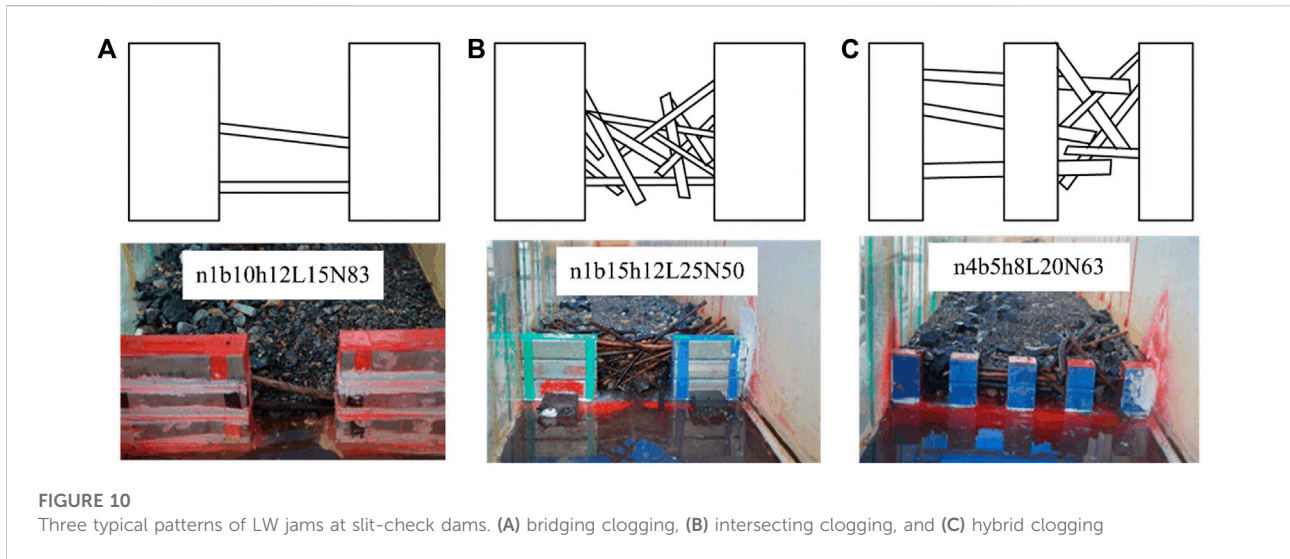 A
B
C
n1b10h12L15N83
n1b15h12L25N50
n4b5h8L20N63
FIGURE 10
Three typical patterns of LW jams at slit-check dams. (A) bridging clogging, (B) intersecting clogging, and (C) hybrid clogging